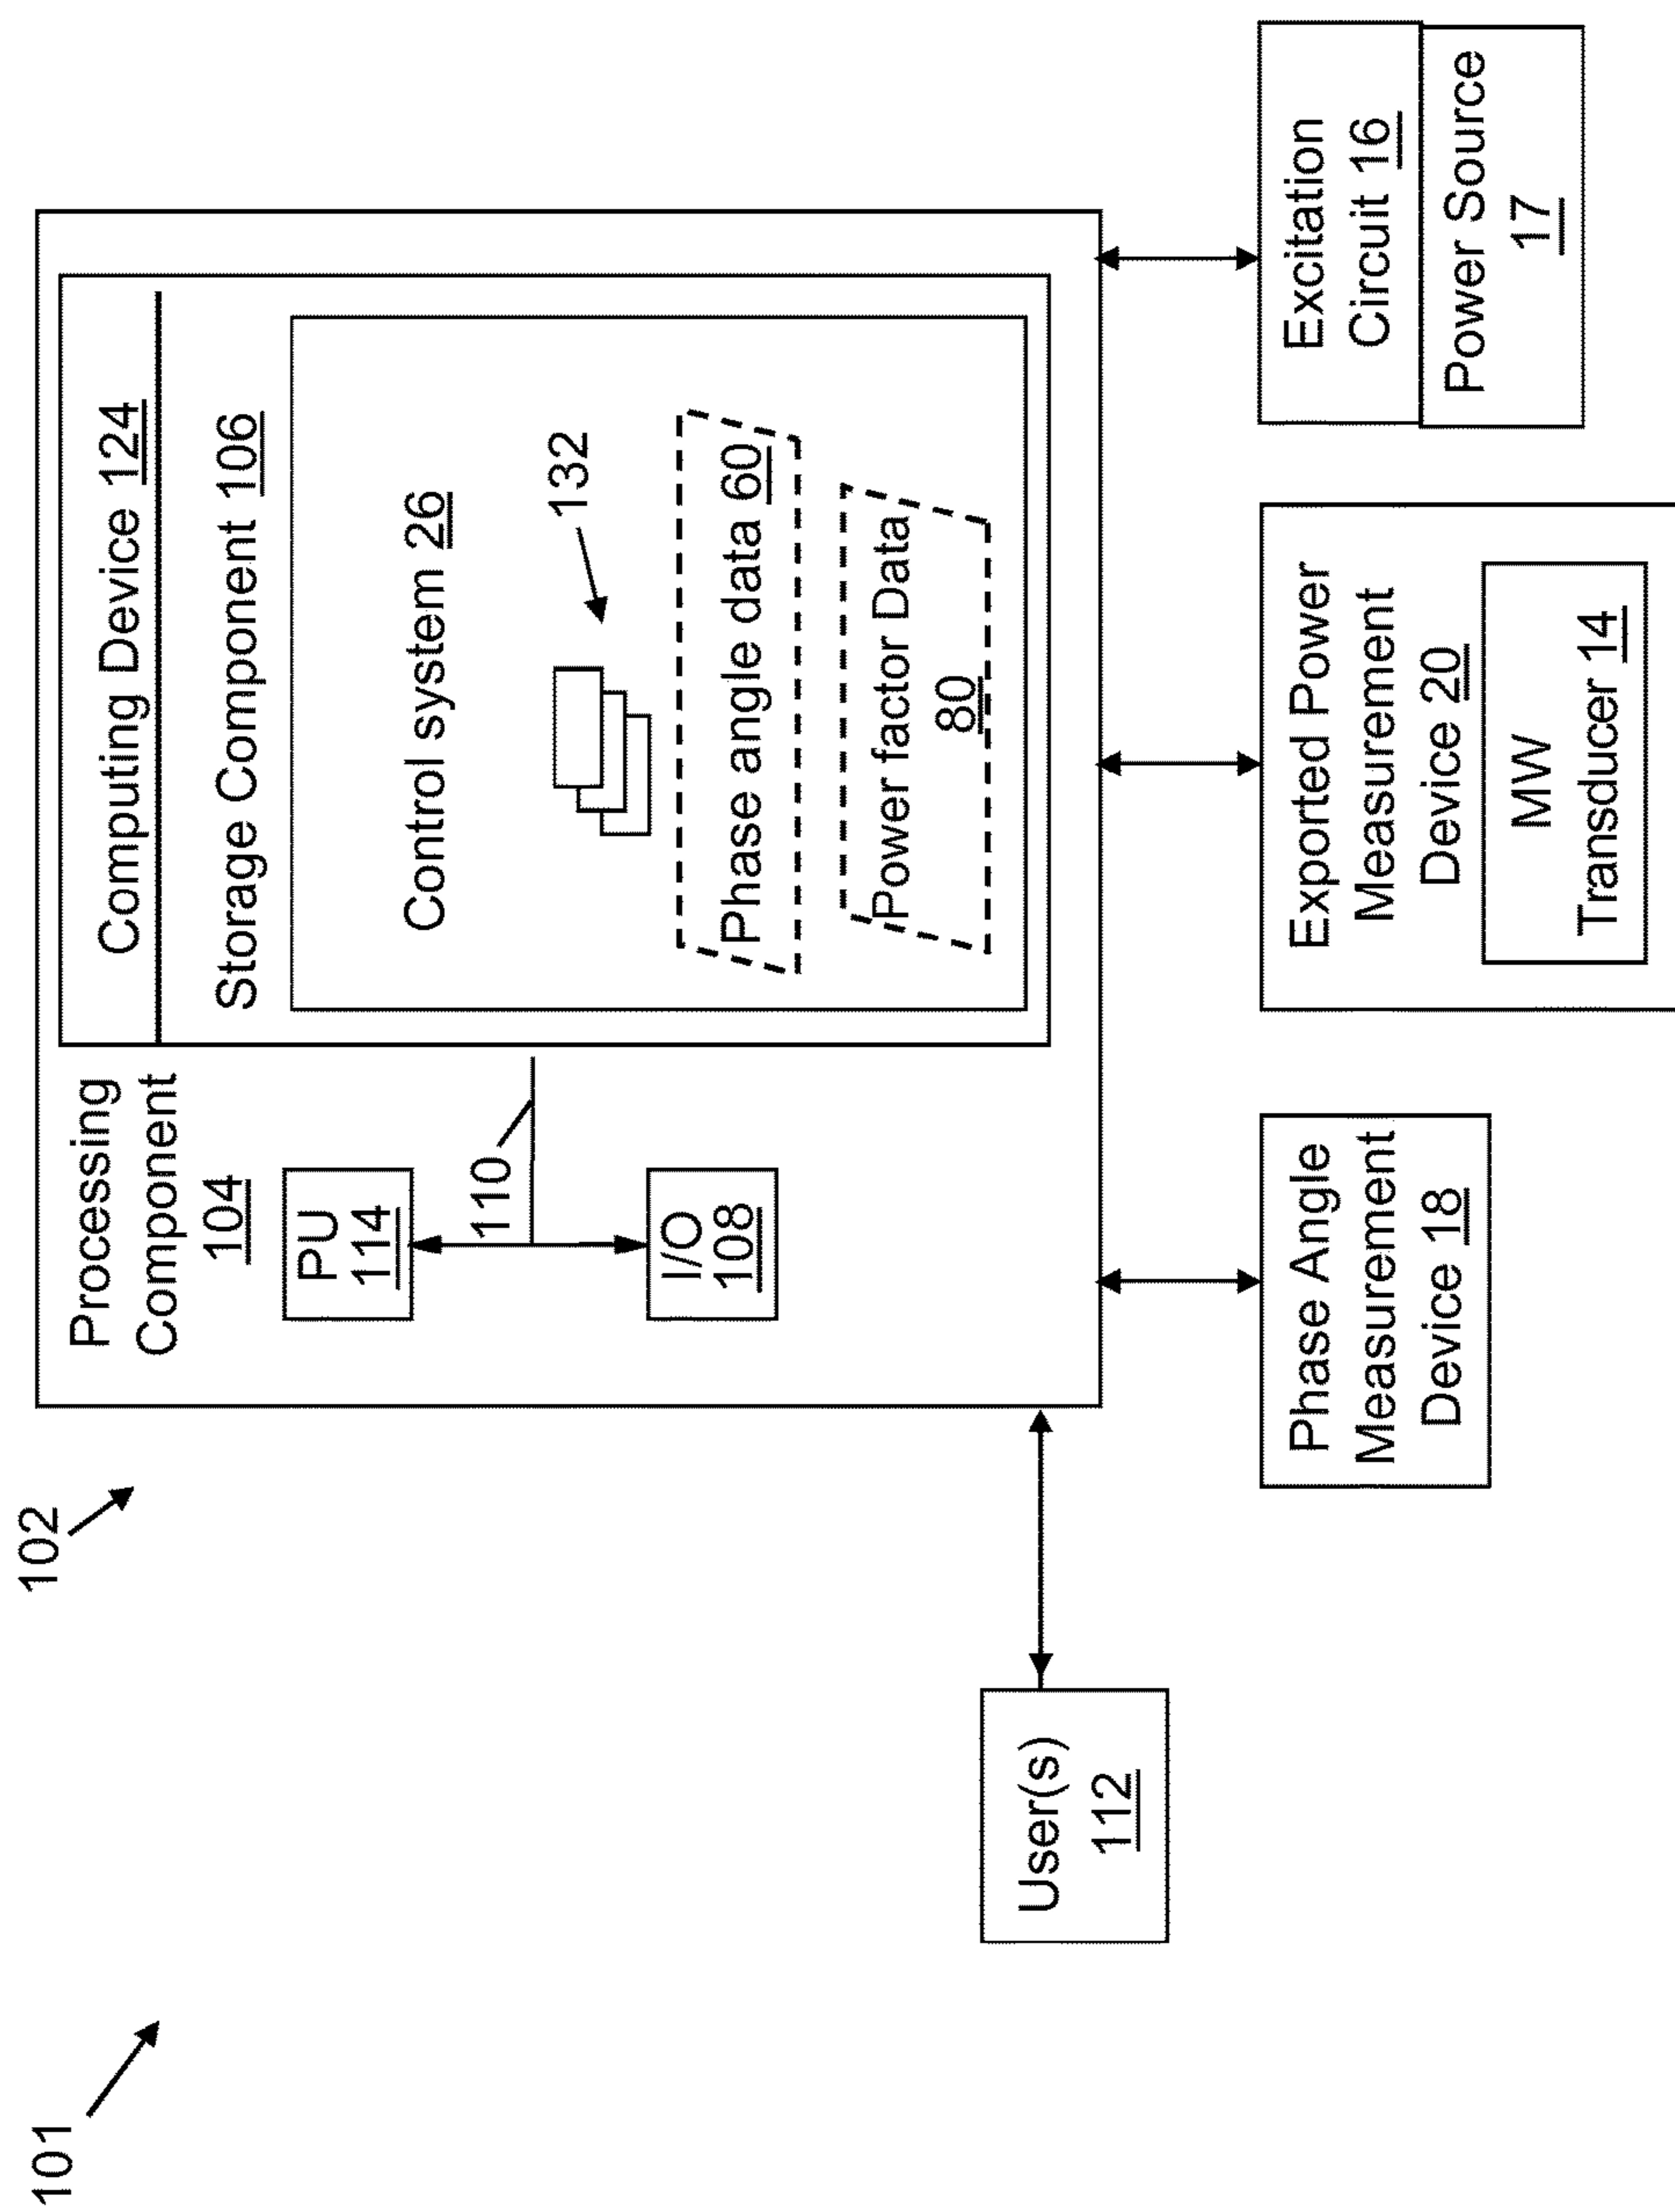 101
102
Processing
Component
104
PU
114
110
I/O
108
Computing Device 124
Storage Component 106
Control system 26
132
Phase angle data 60
Power factor Data
80
User(s)
112
Phase Angle
Measurement
Device 18
Exported Power
Measurement
Device 20
MW
Transducer 14
Excitation
Circuit 16
Power Source
17